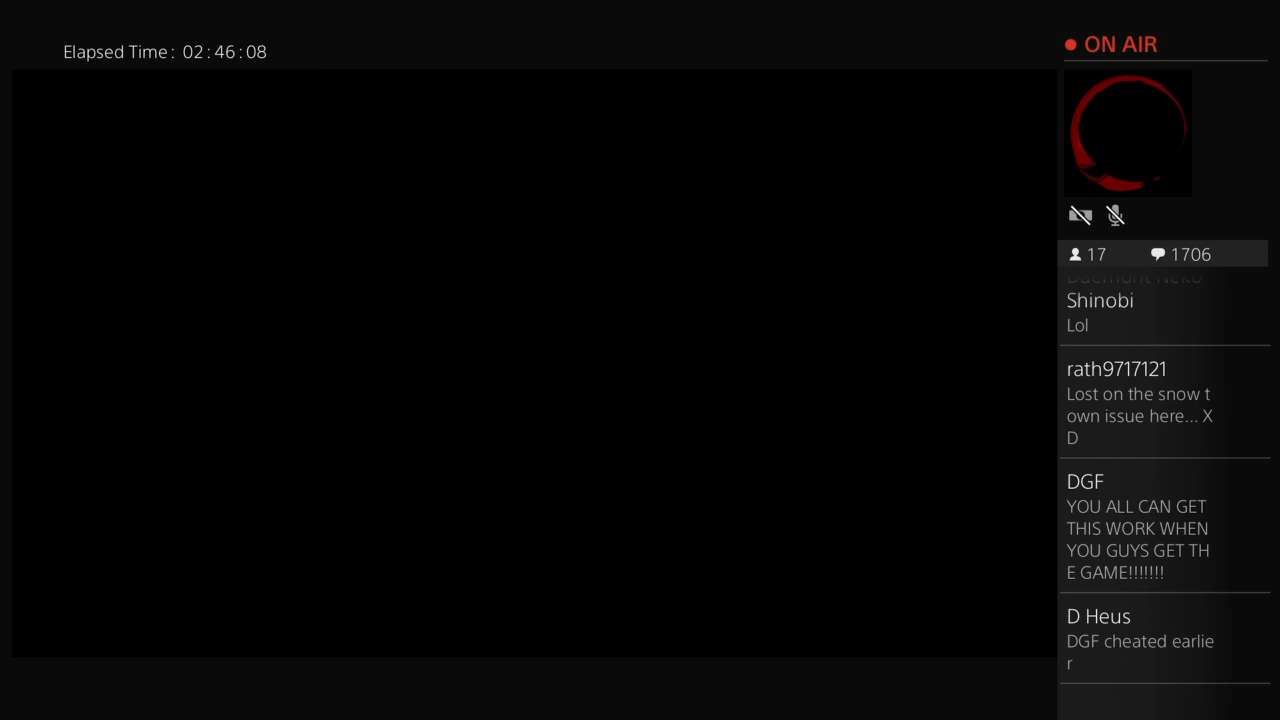 Elapsed Time: 02:46:08
ON AIR
17 1706
Shinobi
Lol
rath9717121
Lost on the snow t
own issue here... X
D
DGF
YOU ALL CAN GET
THIS WORK WHEN
YOU GUYS GET TH
E GAME!!!!!!!
D Heus
DGF cheated earlie
r